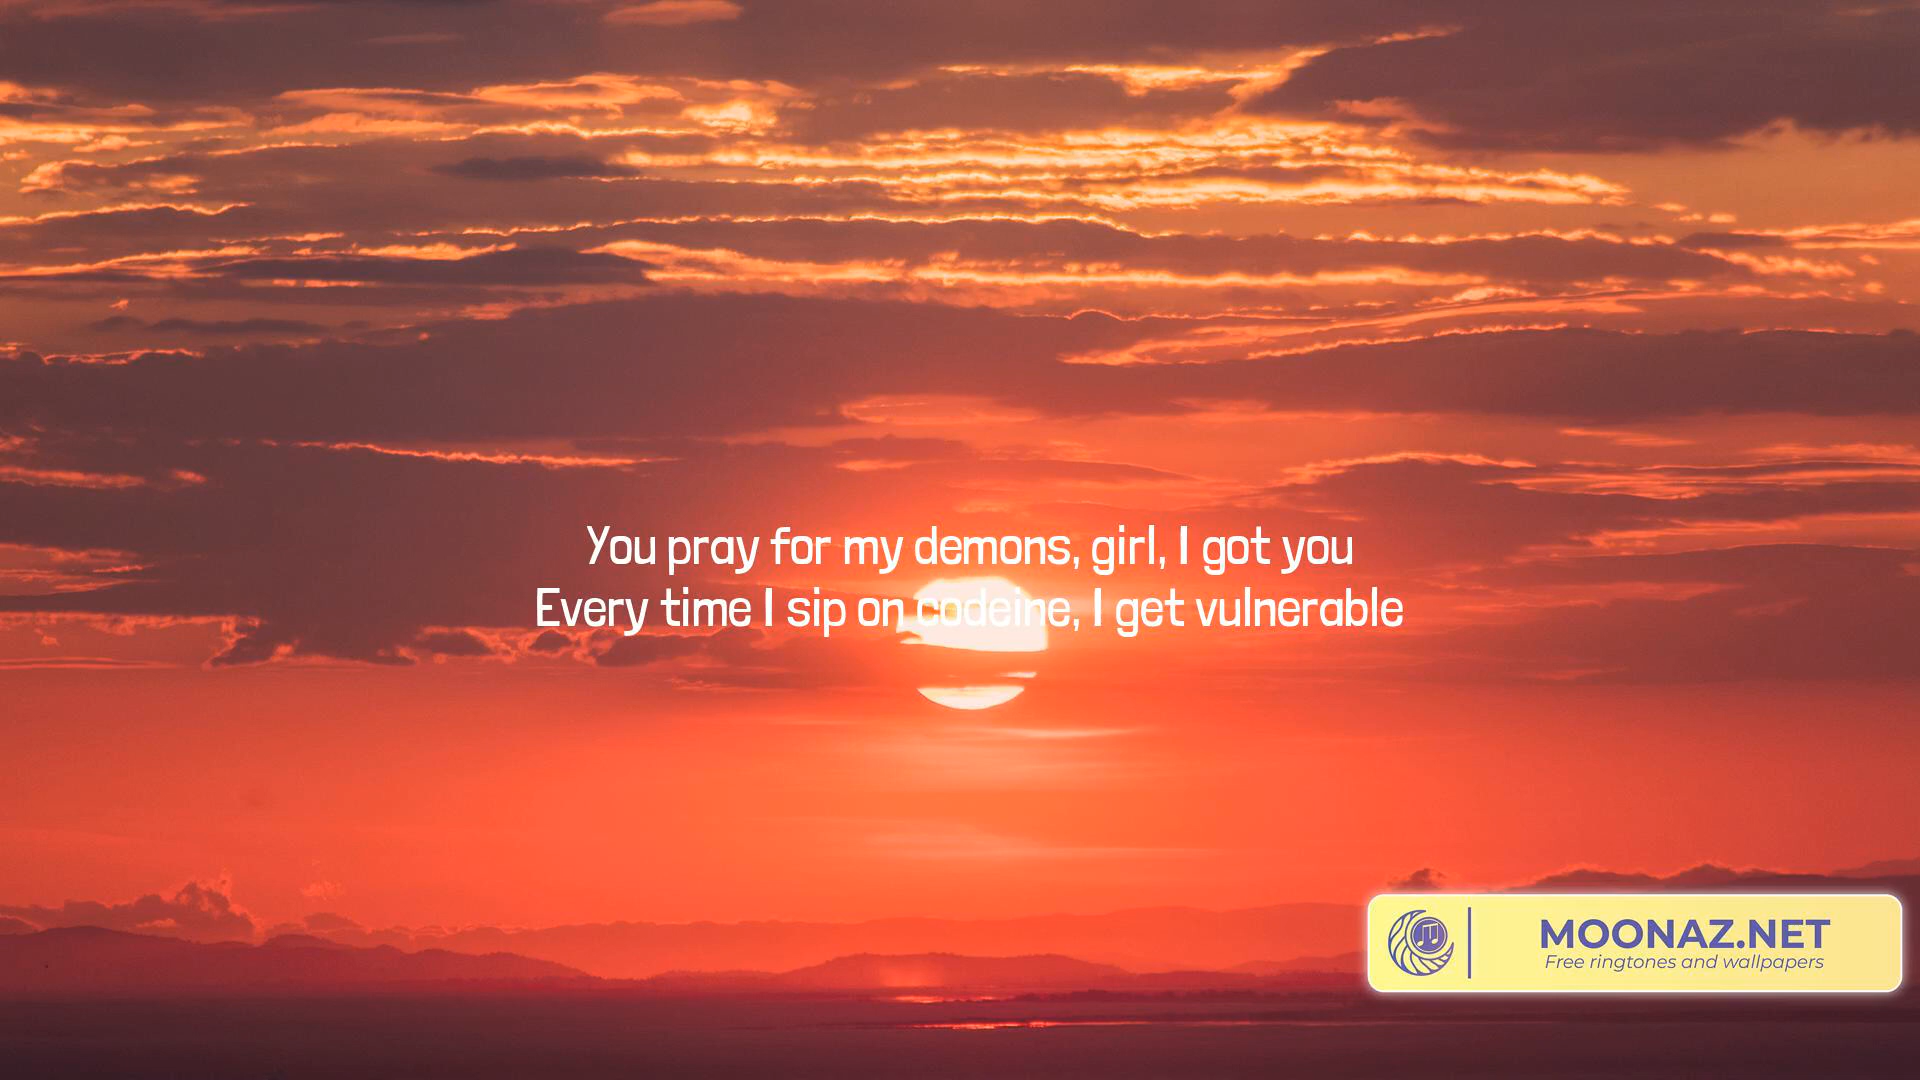 You pray for my demons, girl, I got you
Every time I sip on codeine, I get vulnerable
MOONAZ.NET
Free ringtones and wallpapers